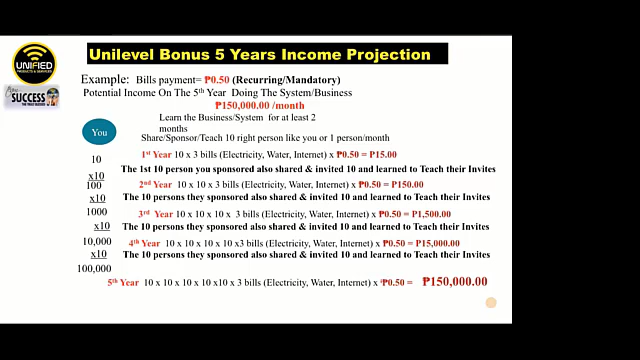 Unilevel Bonus 5 Years Income Projection
UNIFIED
PRODUCTS & SERVICES
SUCCESS
Example: Bills payment= ₱0.50 (Recurring/Mandatory)
Potential Income On The 5th Year Doing The System/Business
₱150,000.00 /month
Learn the Business/System for at least 2
months
Share/Sponsor/Teach 10 right person like you or 1 person/month
You
1st Year 10 x 3 bills (Electricity, Water, Internet) x ₱0.50 = ₱15.00
10
The 1st 10 person you sponsored also shared & invited 10 and learned to Teach their Invites
x10
2nd Year 10 x 10 x 3 bills (Electricity, Water, Internet) x ₱0.50 = ₱150.00
100
The 10 persons they sponsored also shared & invited 10 and learned to Teach their Invites
x10
1000
3rd Year 10 x 10 x 10 x 3 bills (Electricity, Water, Internet) x ₱0.50 = ₱1,500.00
x10
The 10 persons they sponsored also shared & invited 10 and learned to Teach their Invites
10,000
4th Year 10 x 10 x 10 x 10 x3 bills (Electricity, Water, Internet) x ₱0.50 = ₱15,000.00
x10
The 10 persons they sponsored also shared & invited 10 and learned to Teach their Invites
100,000
5th Year 10 x 10 x 10 x 10 x10 x 3 bills (Electricity, Water, Internet) x ₱0.50 = ₱150,000.00